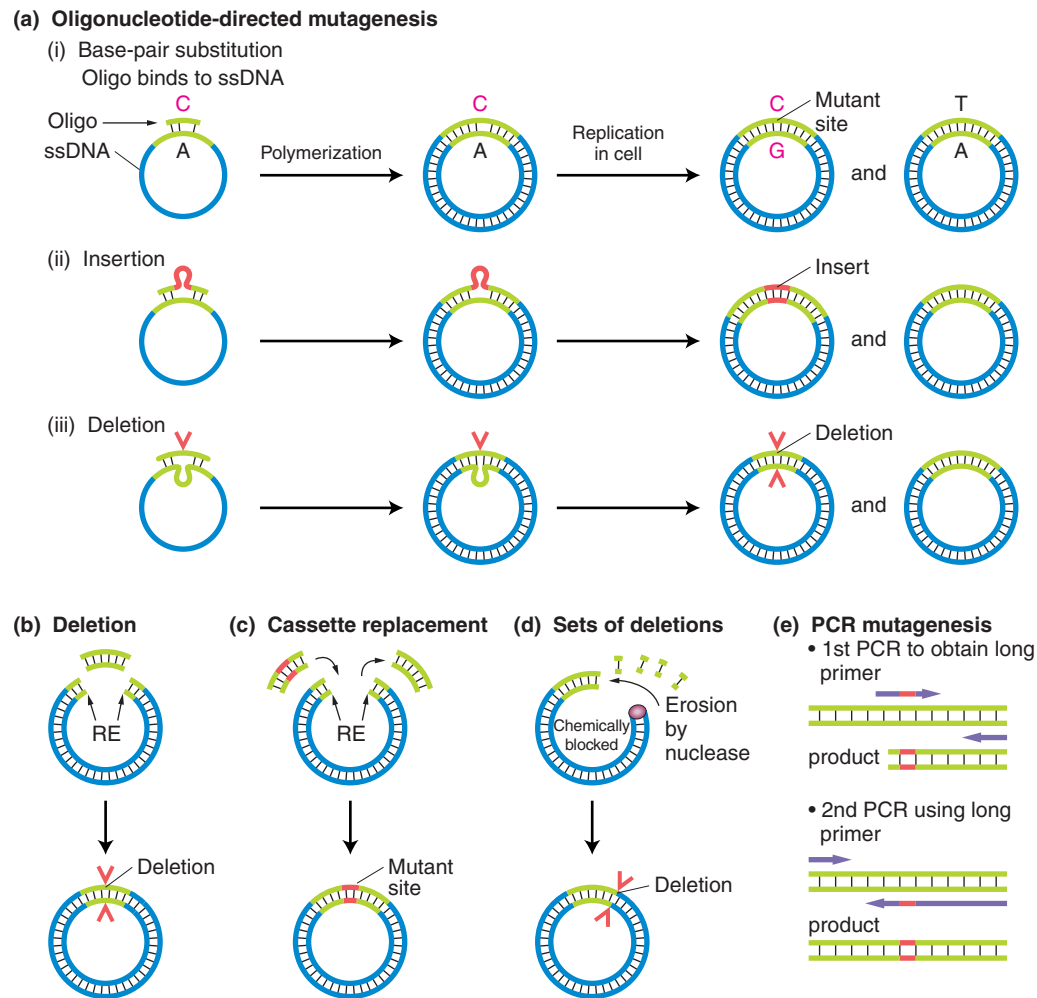 (a) Oligonucleotide-directed mutagenesis
(i) Base-pair substitution
Oligo binds to ssDNA
C
Oligo
ssDNA
A
Polymerization
C
A
Replication
in cell
C
Mutant
site
G
and
T
A
(ii) Insertion
Insert
and
(iii) Deletion
Deletion
and
(b) Deletion
RE
Deletion
(c) Cassette replacement
RE
Mutant
site
(d) Sets of deletions
Chemically
blocked
Erosion
by
nuclease
Deletion
(e) PCR mutagenesis
• 1st PCR to obtain long
primer
product
• 2nd PCR using long
primer
product